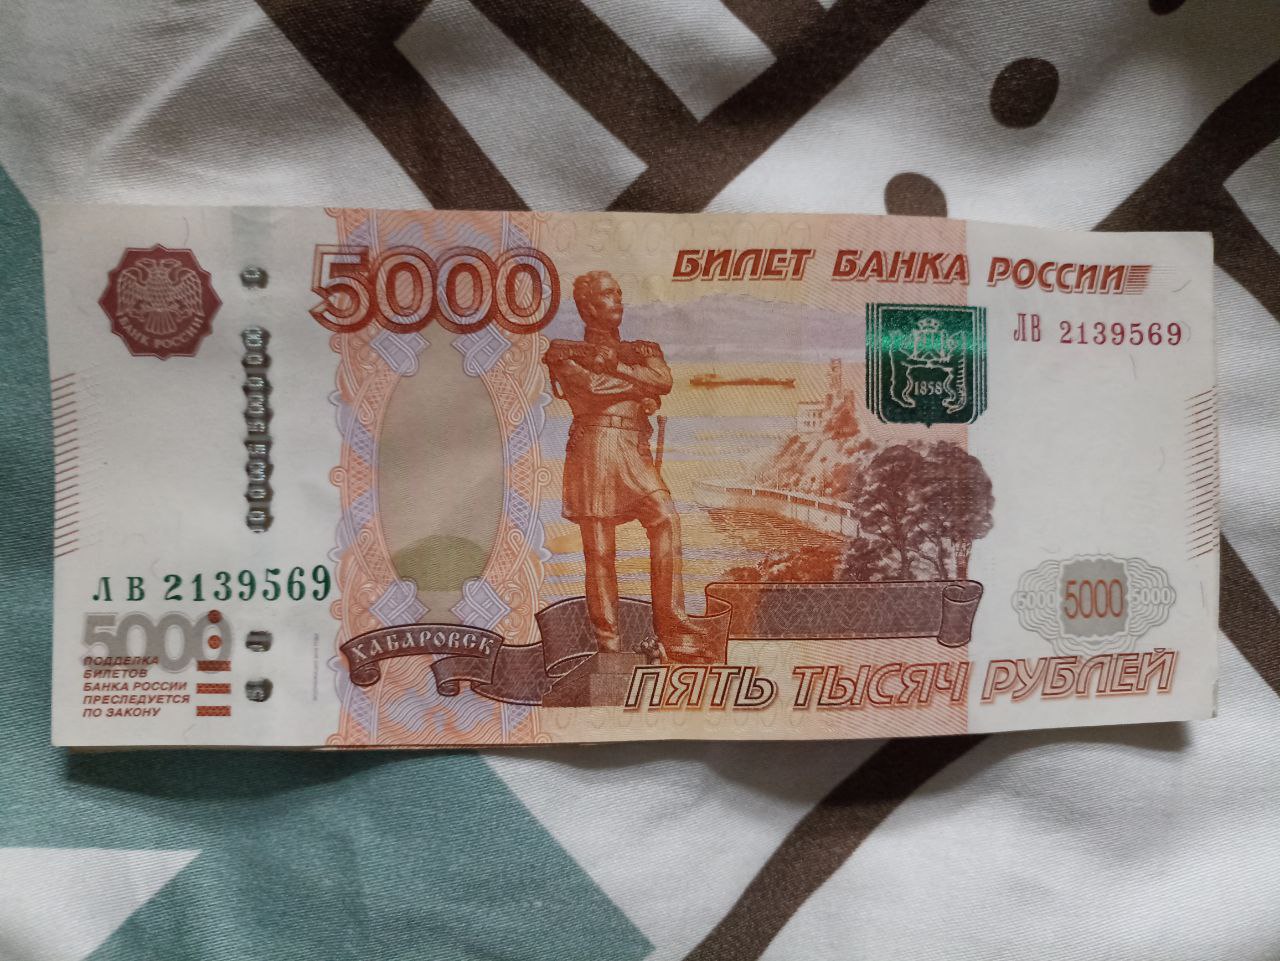 5000
БИЛЕТ БАНКА РОССИИ
БАНК РОССИИ
ЛВ 2139569
1858
ЛВ 2139569
5000
5000 5000 5000
ХАБАРОВСК
ПОДДЕЛКА
БИЛЕТОВ
БАНКА РОССИИ
ПРЕСЛЕДУЕТСЯ
ПО ЗАКОНУ
ПЯТЬ ТЫСЯЧ РУБЛЕЙ